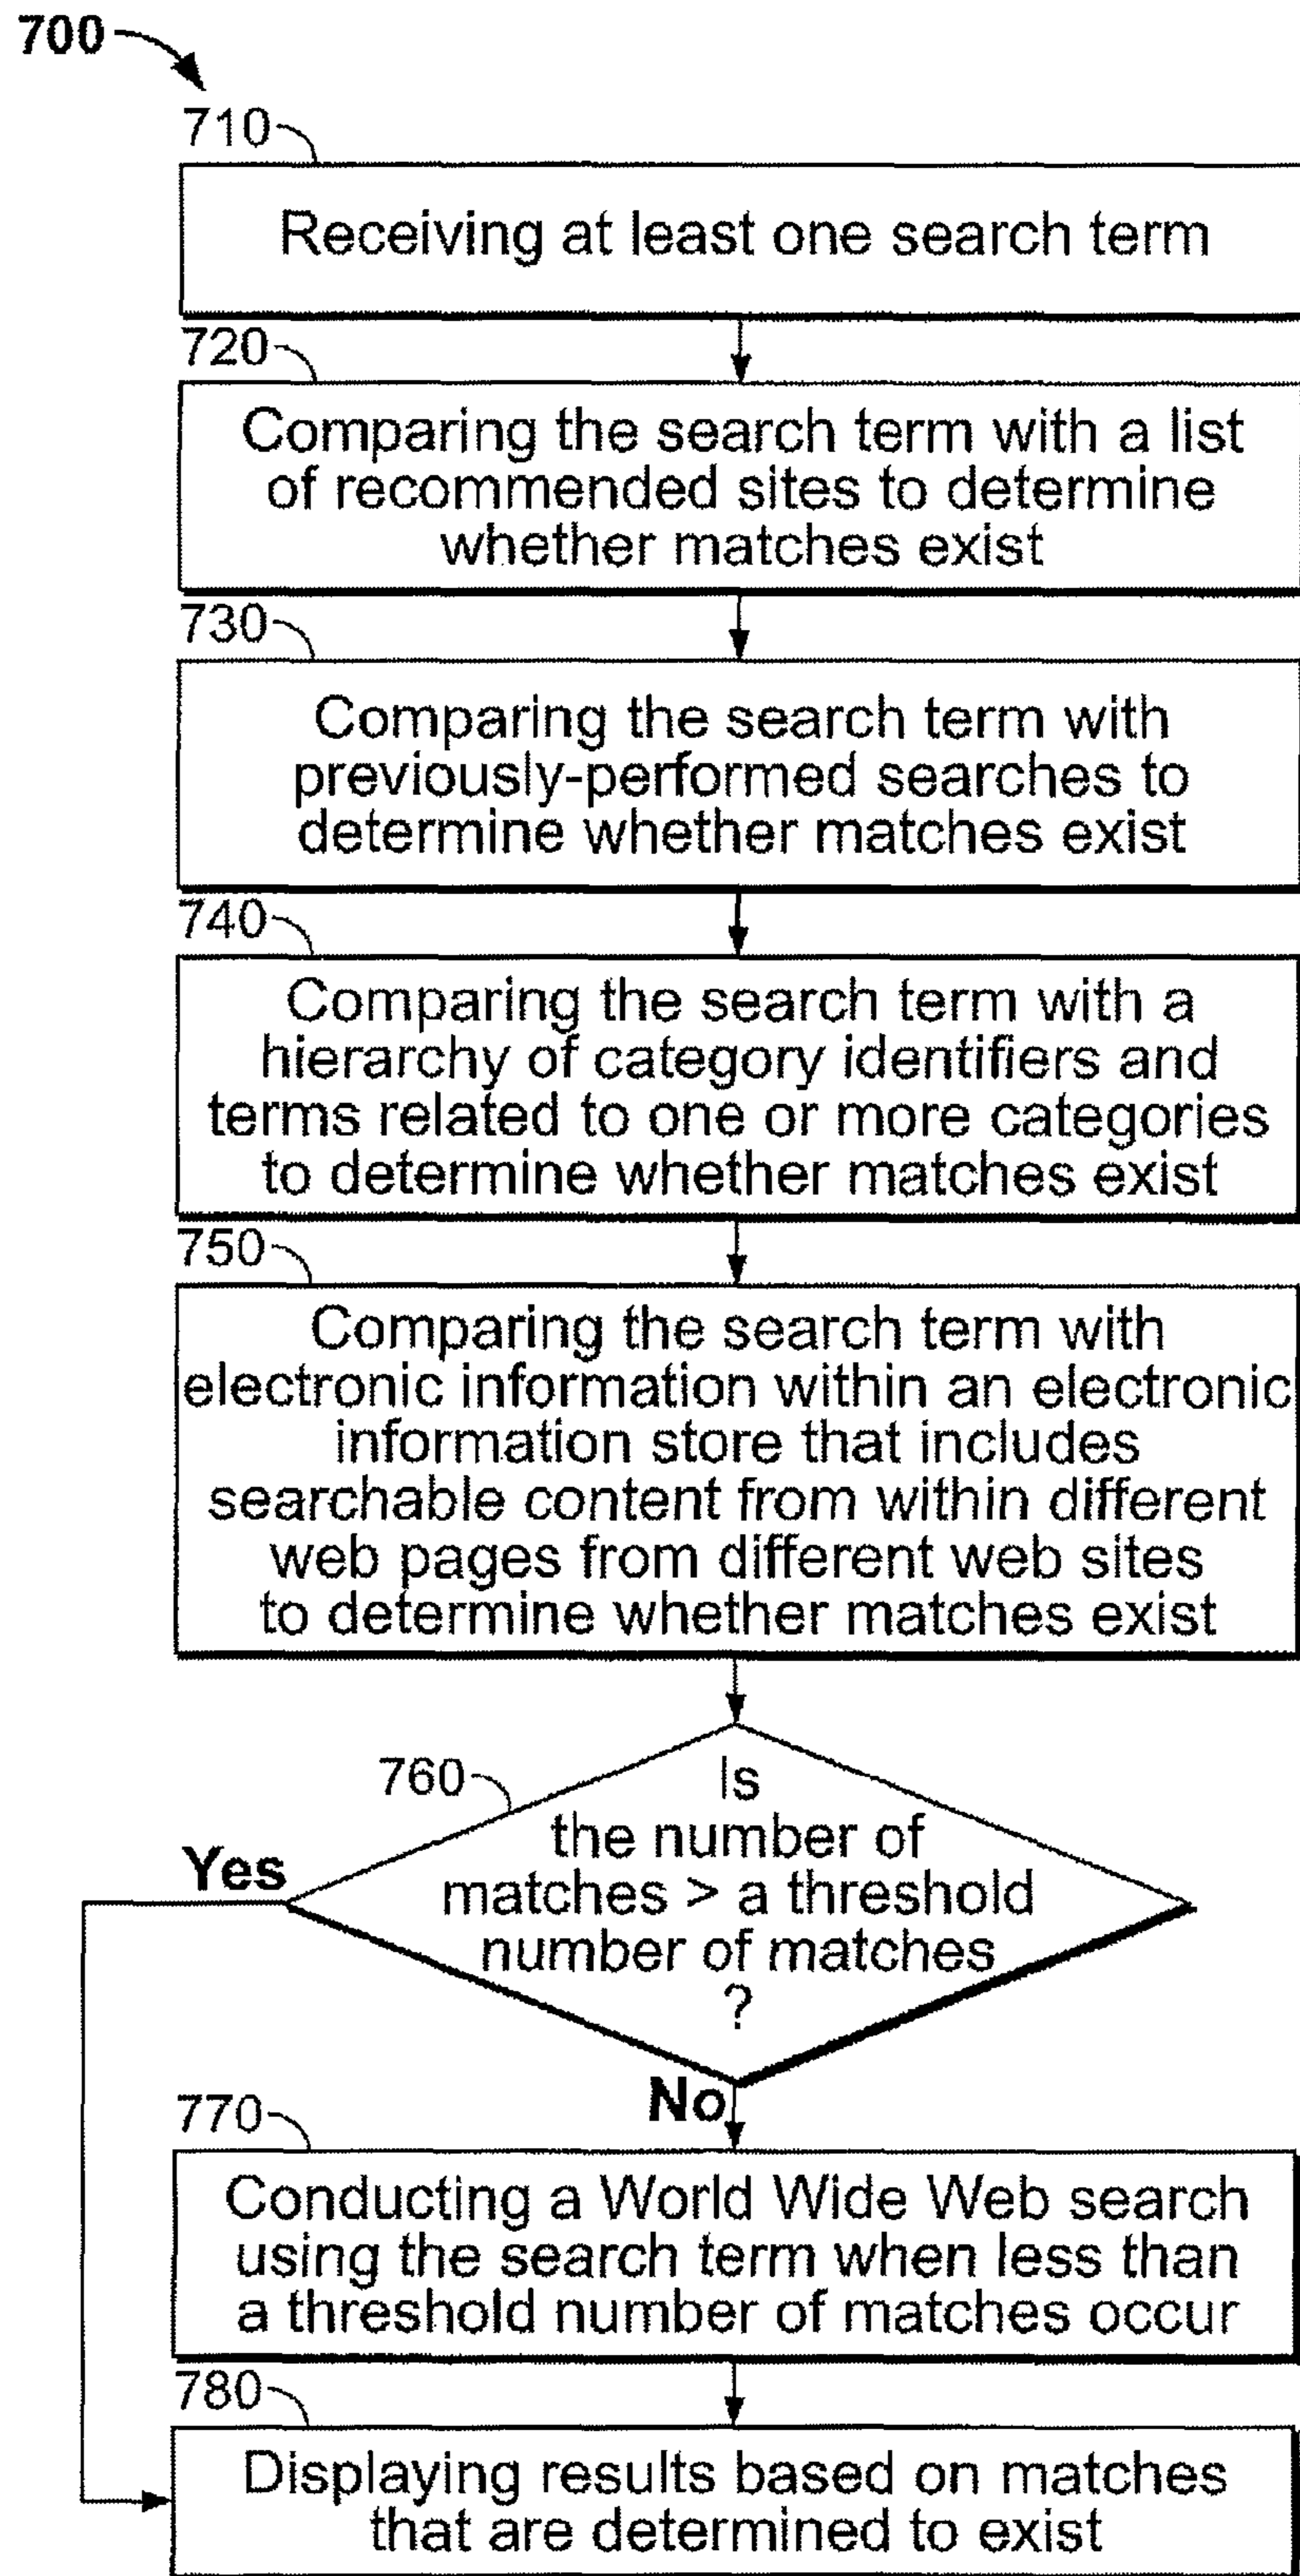 700
710
Receiving at least one search term
720
Comparing the search term with a list
of recommended sites to determine
whether matches exist
730
Comparing the search term with
previously-performed searches to
determine whether matches exist
740
Comparing the search term with a
hierarchy of category identifiers and
terms related to one or more categories
to determine whether matches exist
750
Comparing the search term with
electronic information within an electronic
information store that includes
searchable content from within different
web pages from different web sites
to determine whether matches exist
760
Is
the number of
matches > a threshold
number of matches
?
Yes
No
770
Conducting a World Wide Web search
using the search term when less than
a threshold number of matches occur
780
Displaying results based on matches
that are determined to exist